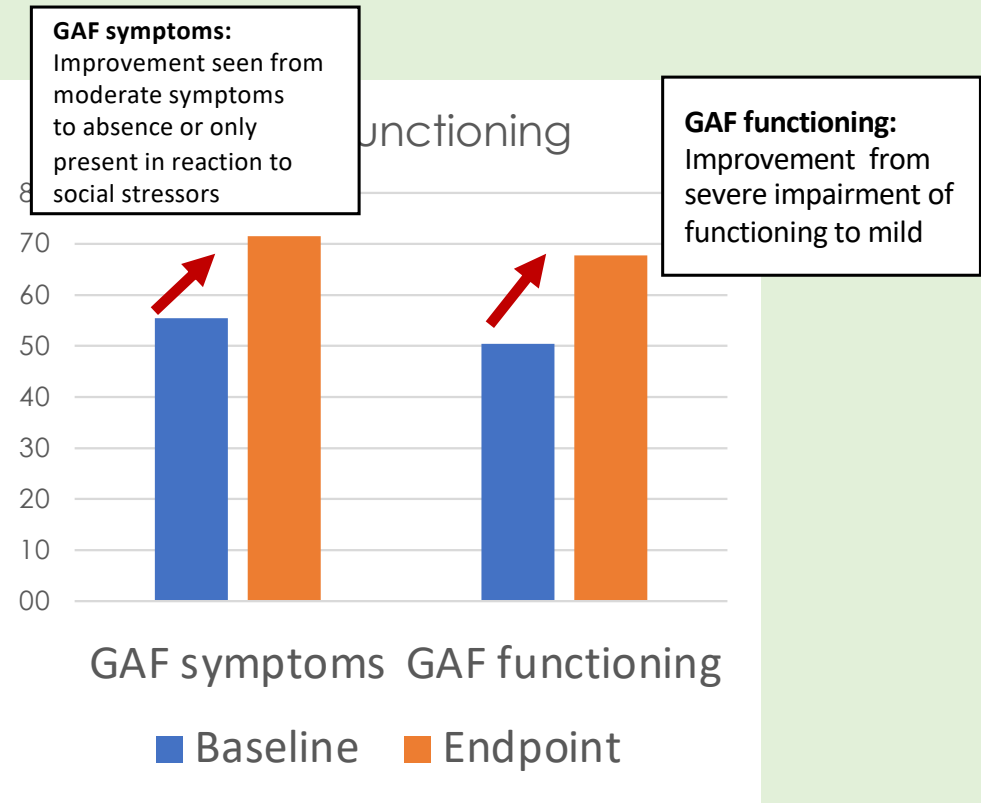 GAF symptoms:
Improvement seen from
moderate symptoms
to absence or only
present in reaction to
social stressors
GAF functioning:
Improvement from
severe impairment of
functioning to mild
70
60
50
40
30
20
10
00
GAF symptoms GAF functioning
Baseline Endpoint